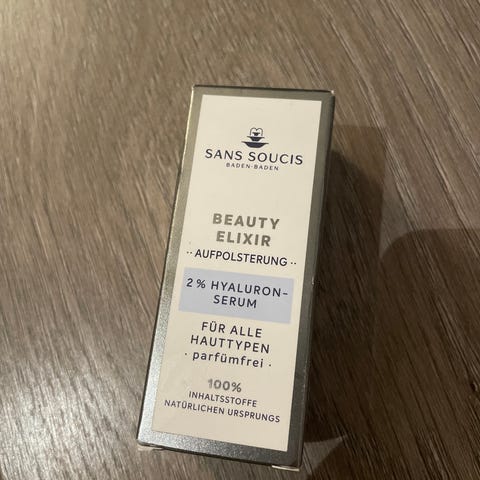 SANS SOUCIS
BADEN-BADEN
BEAUTY
ELIXIR
·· AUFPOLSTERUNG ··
2 % HYALURON-
SERUM
FÜR ALLE
HAUTTYPEN
· parfümfrei ·
100%
INHALTSSTOFFE
NATÜRLICHEN URSPRUNGS